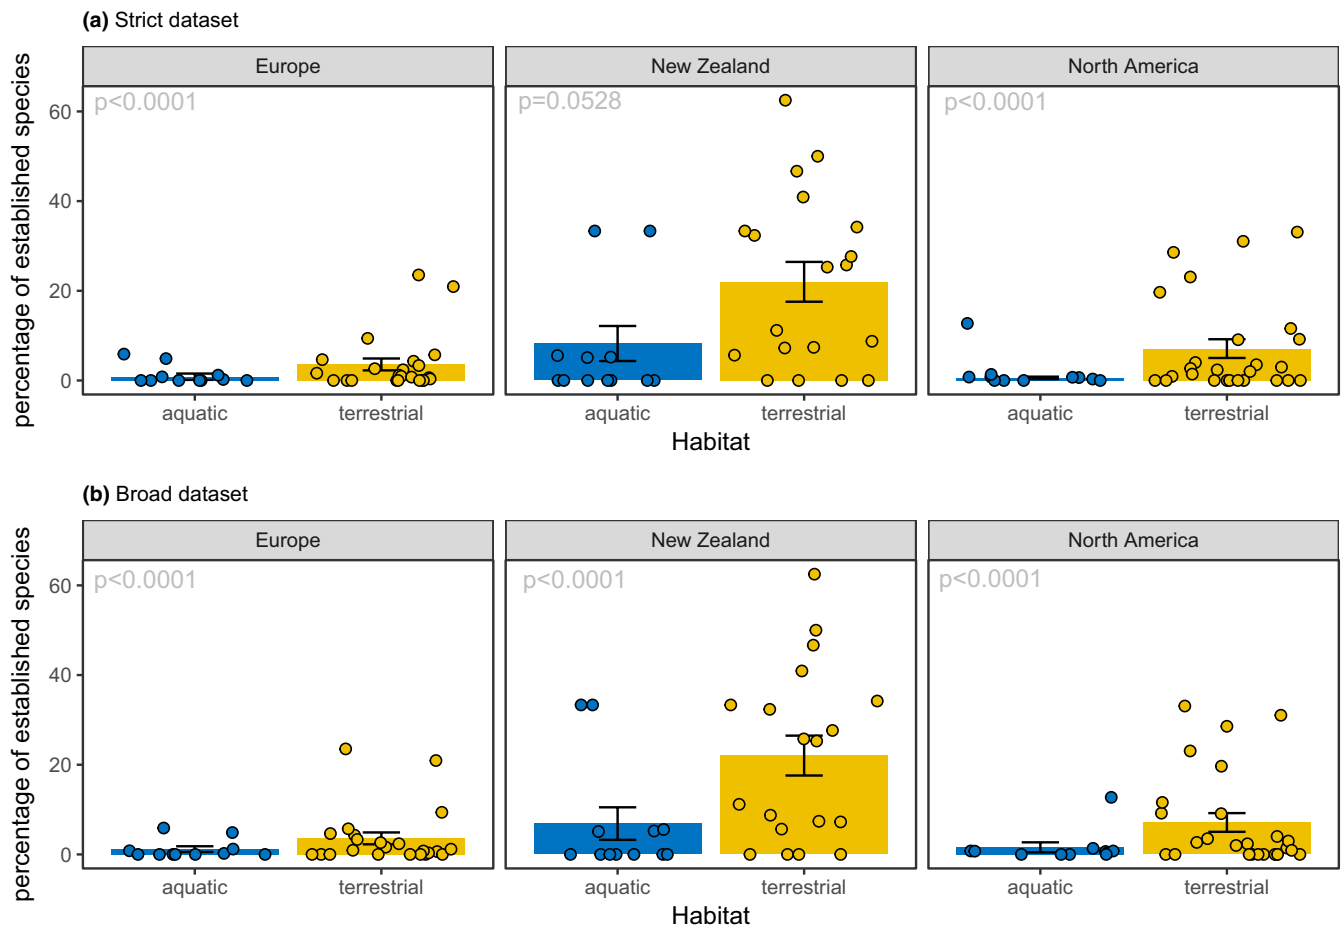 (a) Strict dataset
Europe
New Zealand
North America
p<0.0001
p=0.0528
p<0.0001
percentage of established species
60
40
20
0
aquatic
terrestrial
aquatic
terrestrial
aquatic
terrestrial
Habitat
(b) Broad dataset
Europe
New Zealand
North America
p<0.0001
p<0.0001
p<0.0001
percentage of established species
60
40
20
0
aquatic
terrestrial
aquatic
terrestrial
aquatic
terrestrial
Habitat